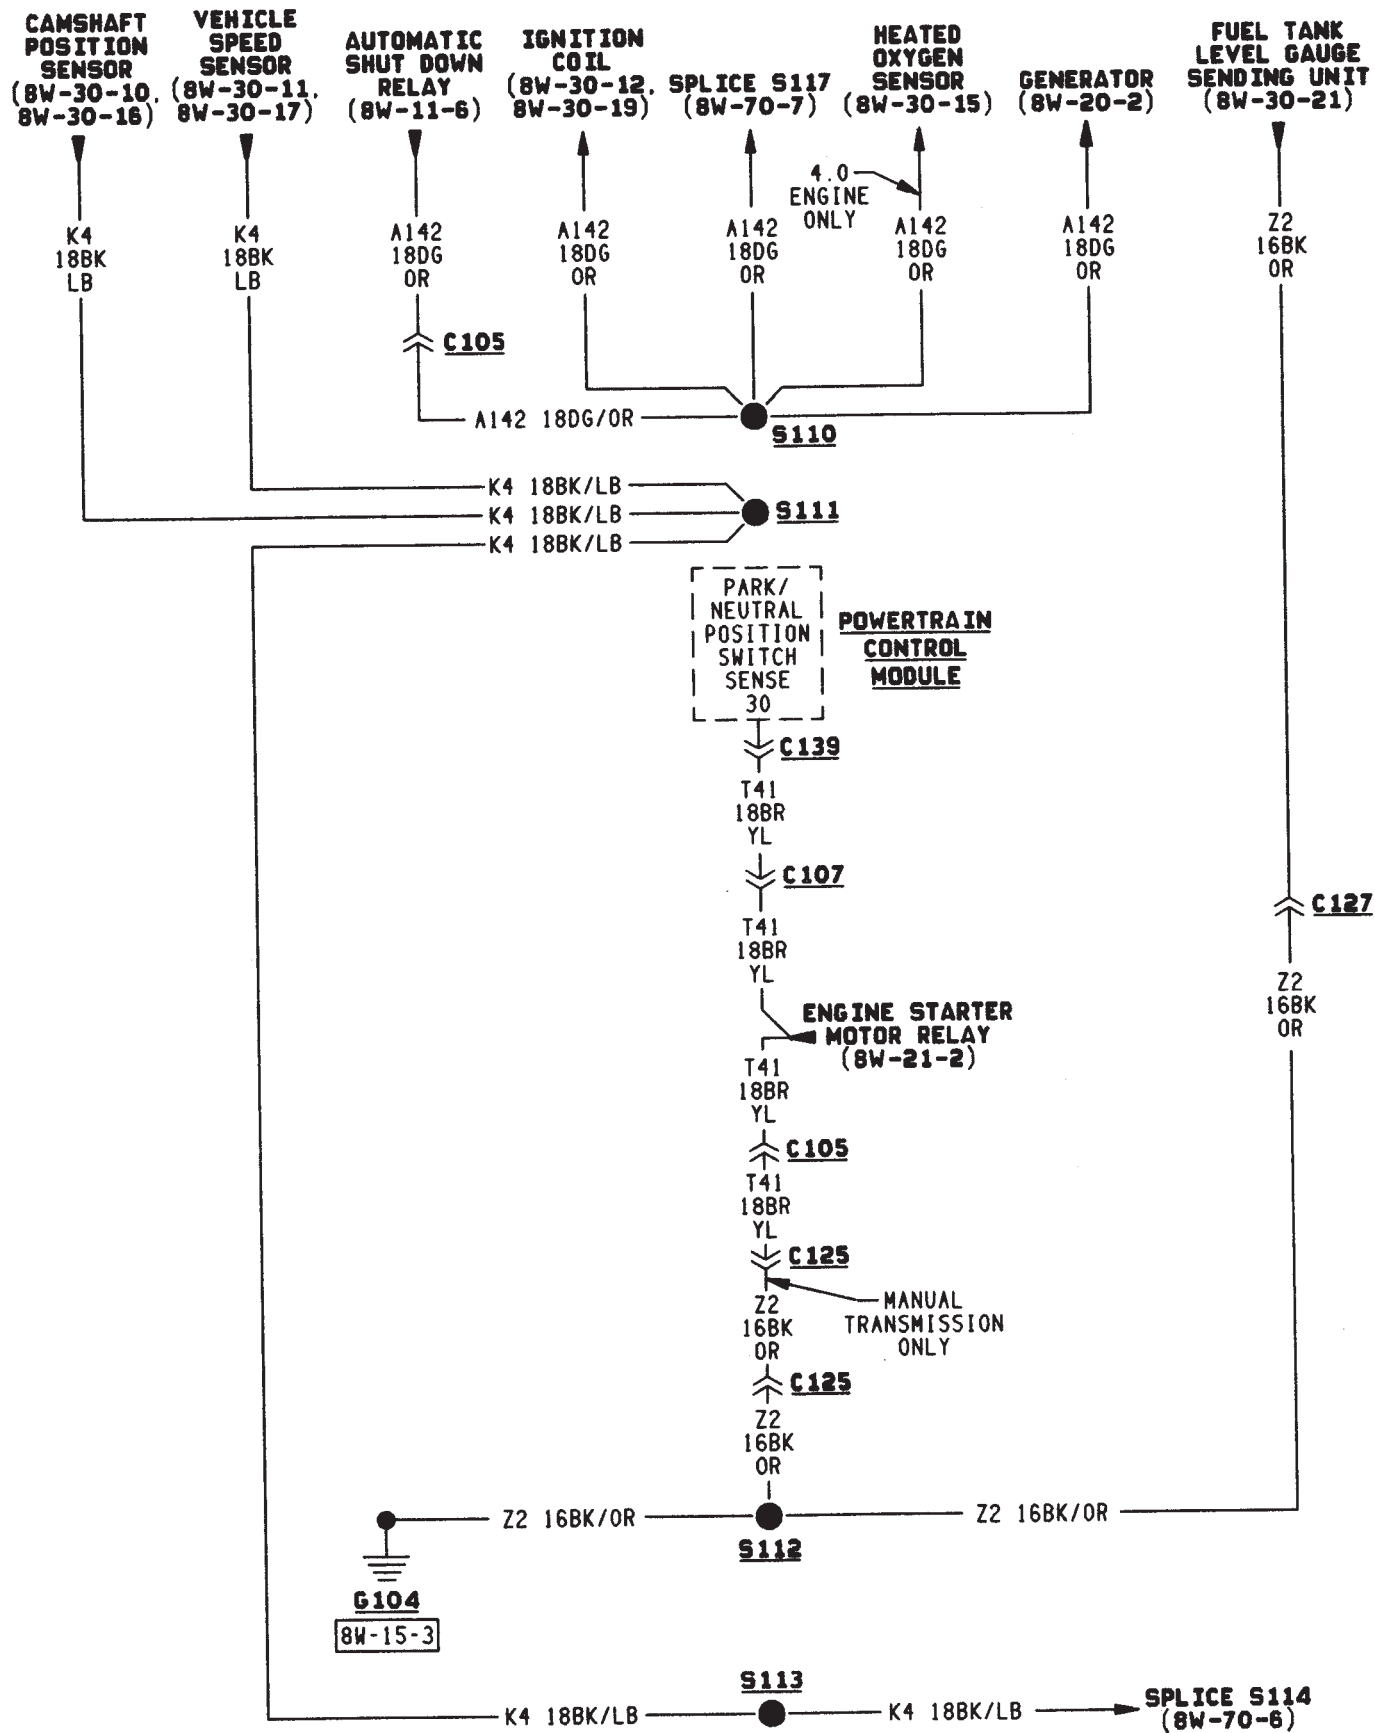 CAMSHAFT
POSITION
SENSOR
(8W-30-10,
8W-30-16)
VEHICLE
SPEED
SENSOR
(8W-30-11,
8W-30-17)
AUTOMATIC
SHUT DOWN
RELAY
(8W-11-6)
IGNITION
COIL
(8W-30-12,
8W-30-19)
SPLICE S117
(8W-70-7)
HEATED
OXYGEN
SENSOR
(8W-30-15)
GENERATOR
(8W-20-2)
FUEL TANK
LEVEL GAUGE
SENDING UNIT
(8W-30-21)
4.0
ENGINE
ONLY
K4
18BK
LB
K4
18BK
LB
A142
18DG
OR
A142
18DG
OR
A142
18DG
OR
A142
18DG
OR
A142
18DG
OR
Z2
16BK
OR
C105
A142 18DG/OR
S110
K4 18BK/LB
K4 18BK/LB
S111
K4 18BK/LB
PARK/
NEUTRAL
POSITION
SWITCH
SENSE
30
POWERTRAIN
CONTROL
MODULE
C139
T41
18BR
YL
C107
C127
T41
18BR
YL
Z2
16BK
OR
ENGINE STARTER
MOTOR RELAY
(8W-21-2)
T41
18BR
YL
C105
T41
18BR
YL
C125
MANUAL
TRANSMISSION
ONLY
Z2
16BK
OR
C125
Z2
16BK
OR
Z2 16BK/OR
Z2 16BK/OR
S112
G104
8W-15-3
S113
K4 18BK/LB
K4 18BK/LB
SPLICE S114
(8W-70-6)